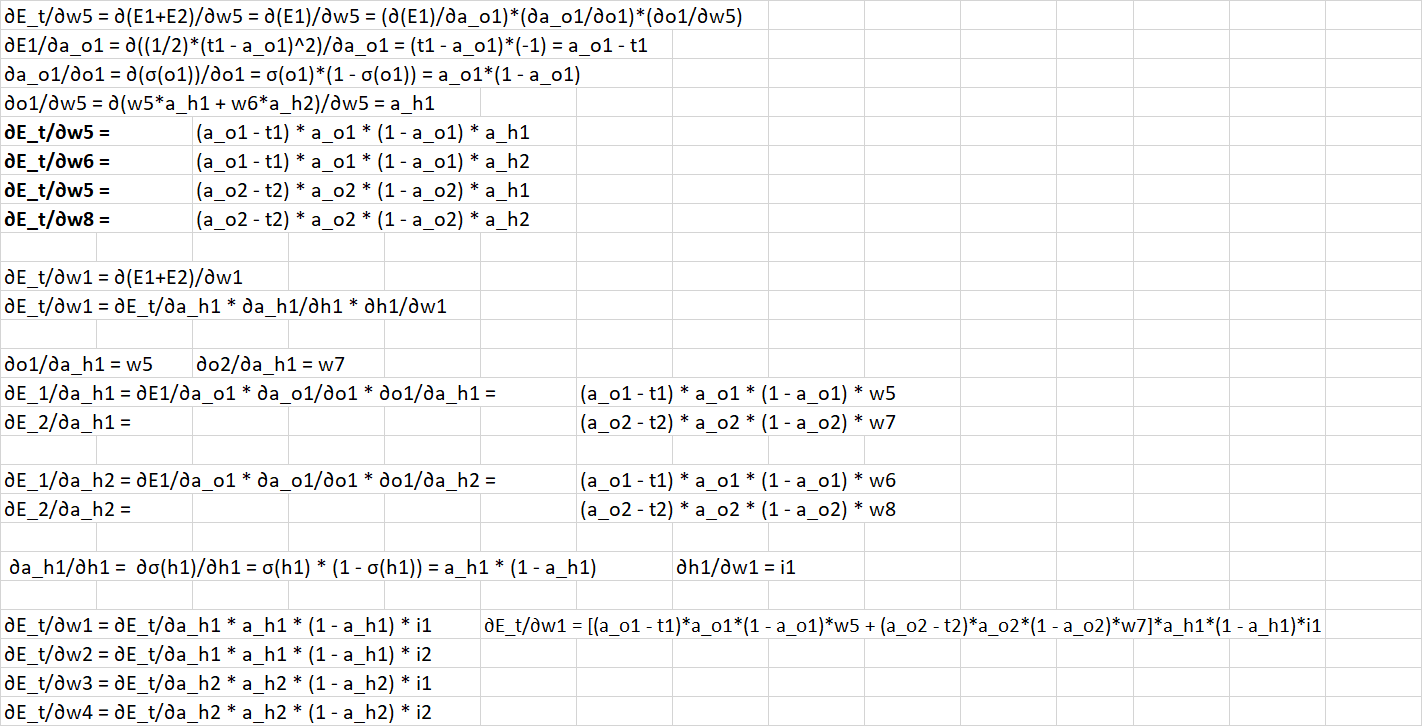 ∂E_t/∂w5 = ∂(E1+E2)/∂w5 = ∂(E1)/∂w5 = (∂(E1)/∂a_o1)*(∂a_o1/∂o1)*(∂o1/∂w5)
∂E1/∂a_o1 = ∂((1/2)*(t1 - a_o1)^2)/∂a_o1 = (t1 - a_o1)*(-1) = a_o1 - t1
∂a_o1/∂o1 = ∂(σ(o1))/∂o1 = σ(o1)*(1 - σ(o1)) = a_o1*(1 - a_o1)
∂o1/∂w5 = ∂(w5*a_h1 + w6*a_h2)/∂w5 = a_h1
∂E_t/∂w5 = (a_o1 - t1) * a_o1 * (1 - a_o1) * a_h1
∂E_t/∂w6 = (a_o1 - t1) * a_o1 * (1 - a_o1) * a_h2
∂E_t/∂w5 = (a_o2 - t2) * a_o2 * (1 - a_o2) * a_h1
∂E_t/∂w8 = (a_o2 - t2) * a_o2 * (1 - a_o2) * a_h2
∂E_t/∂w1 = ∂(E1+E2)/∂w1
∂E_t/∂w1 = ∂E_t/∂a_h1 * ∂a_h1/∂h1 * ∂h1/∂w1
∂o1/∂a_h1 = w5 ∂o2/∂a_h1 = w7
∂E_1/∂a_h1 = ∂E1/∂a_o1 * ∂a_o1/∂o1 * ∂o1/∂a_h1 = (a_o1 - t1) * a_o1 * (1 - a_o1) * w5
∂E_2/∂a_h1 = (a_o2 - t2) * a_o2 * (1 - a_o2) * w7
∂E_1/∂a_h2 = ∂E1/∂a_o1 * ∂a_o1/∂o1 * ∂o1/∂a_h2 = (a_o1 - t1) * a_o1 * (1 - a_o1) * w6
∂E_2/∂a_h2 = (a_o2 - t2) * a_o2 * (1 - a_o2) * w8
∂a_h1/∂h1 = ∂σ(h1)/∂h1 = σ(h1) * (1 - σ(h1)) = a_h1 * (1 - a_h1) ∂h1/∂w1 = i1
∂E_t/∂w1 = ∂E_t/∂a_h1 * a_h1 * (1 - a_h1) * i1 ∂E_t/∂w1 = [(a_o1 - t1)*a_o1*(1 - a_o1)*w5 + (a_o2 - t2)*a_o2*(1 - a_o2)*w7]*a_h1*(1 - a_h1)*i1
∂E_t/∂w2 = ∂E_t/∂a_h1 * a_h1 * (1 - a_h1) * i2
∂E_t/∂w3 = ∂E_t/∂a_h2 * a_h2 * (1 - a_h2) * i1
∂E_t/∂w4 = ∂E_t/∂a_h2 * a_h2 * (1 - a_h2) * i2